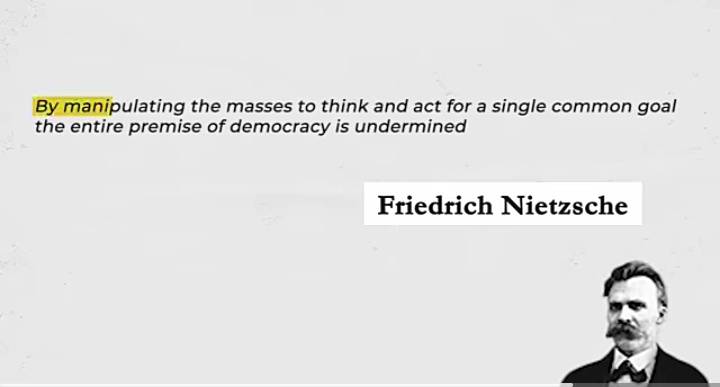 By manipulating the masses to think and act for a single common goal
the entire premise of democracy is undermined
Friedrich Nietzsche